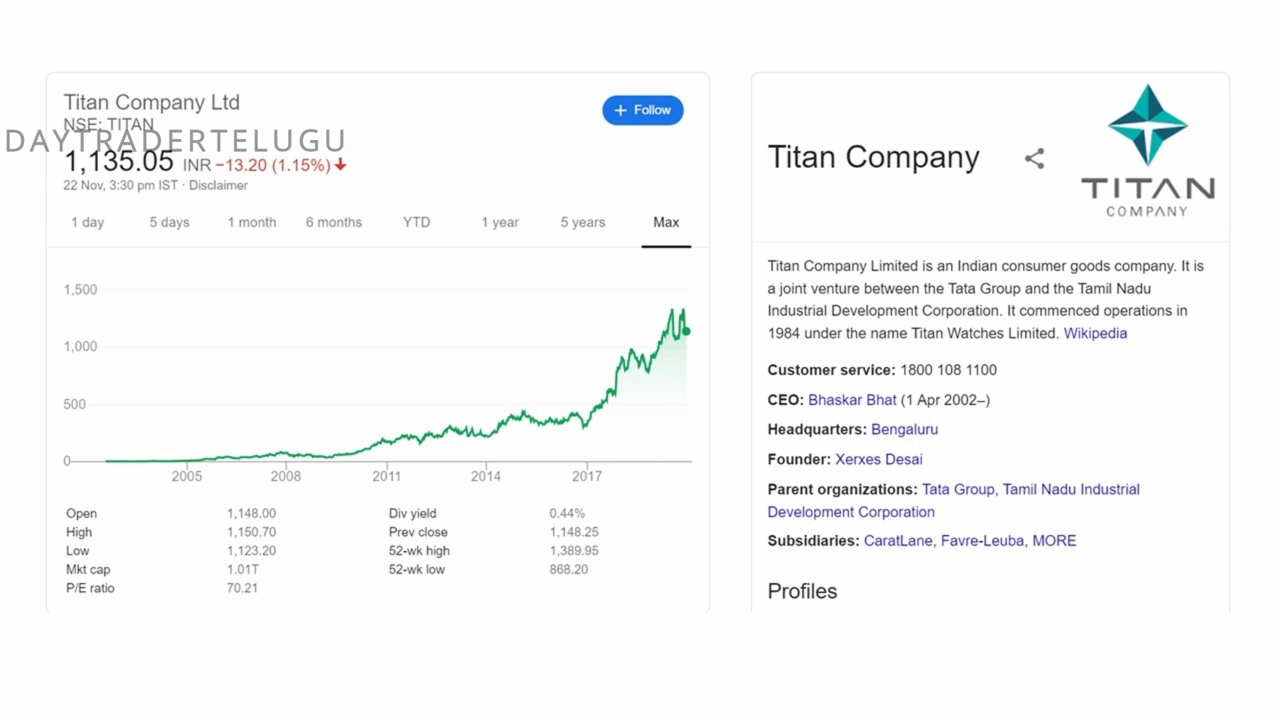 Titan Company Ltd
NSE: TITAN
DAYTRADERTELUGU
1,135.05 INR −13.20 (1.15%)
22 Nov, 3:30 pm IST · Disclaimer
+ Follow
1 day 5 days 1 month 6 months YTD 1 year 5 years Max
1,500
1,000
500
0
2005 2008 2011 2014 2017
Open 1,148.00 Div yield 0.44%
High 1,150.70 Prev close 1,148.25
Low 1,123.20 52-wk high 1,389.95
Mkt cap 1.01T 52-wk low 868.20
P/E ratio 70.21
Titan Company
TITAN
COMPANY
Titan Company Limited is an Indian consumer goods company. It is
a joint venture between the Tata Group and the Tamil Nadu
Industrial Development Corporation. It commenced operations in
1984 under the name Titan Watches Limited. Wikipedia
Customer service: 1800 108 1100
CEO: Bhaskar Bhat (1 Apr 2002–)
Headquarters: Bengaluru
Founder: Xerxes Desai
Parent organizations: Tata Group, Tamil Nadu Industrial
Development Corporation
Subsidiaries: CaratLane, Favre-Leuba, MORE
Profiles